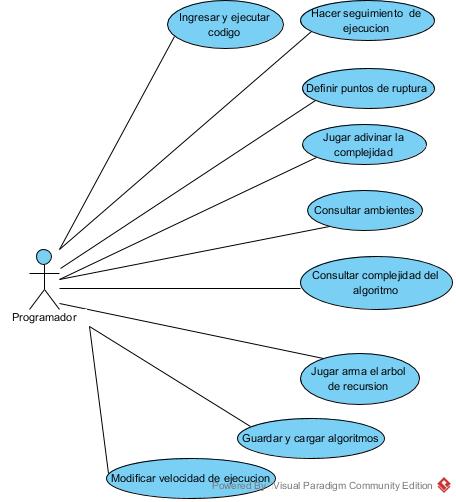 Ingresar y ejecutar
codigo
Hacer seguimiento de
ejecucion
Definir puntos de ruptura
Jugar adivinar la
complejidad
Consultar ambientes
Consultar complejidad del
algoritmo
Programador
Jugar arma el arbol
de recursion
Guardar y cargar algoritmos
Modificar velocidad de ejecucion
Powered By Visual Paradigm Community Edition